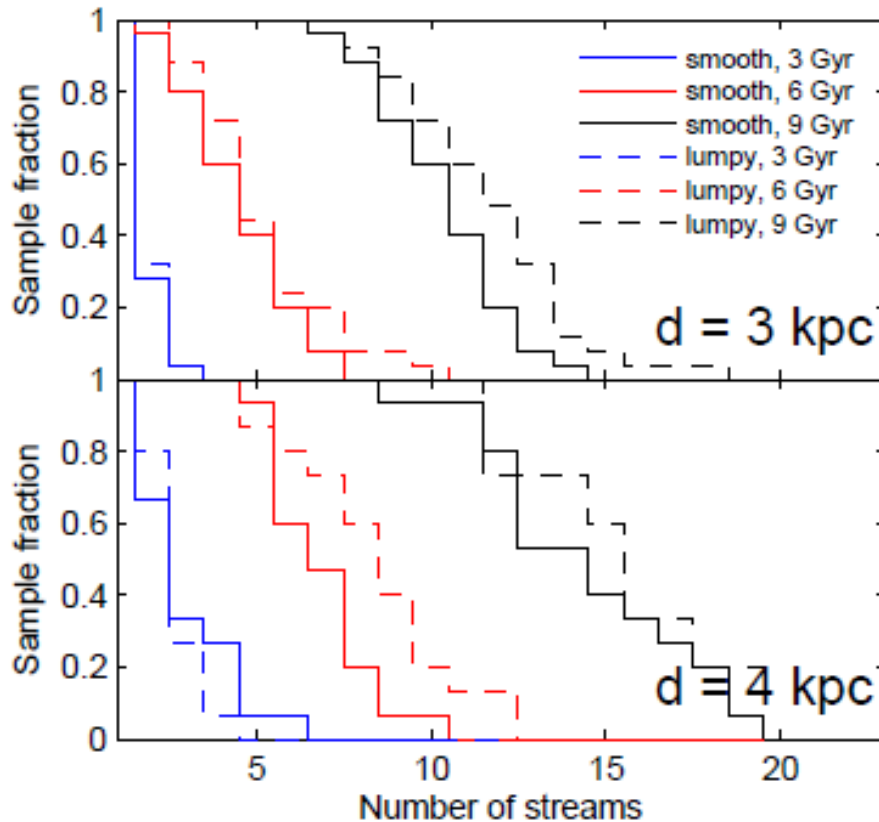 1
0.8
0.6
0.4
0.2
Sample fraction
smooth, 3 Gyr
smooth, 6 Gyr
smooth, 9 Gyr
lumpy, 3 Gyr
lumpy, 6 Gyr
lumpy, 9 Gyr
d = 3 kpc
1
0.8
0.6
0.4
0.2
0
Sample fraction
d = 4 kpc
5 10 15 20
Number of streams